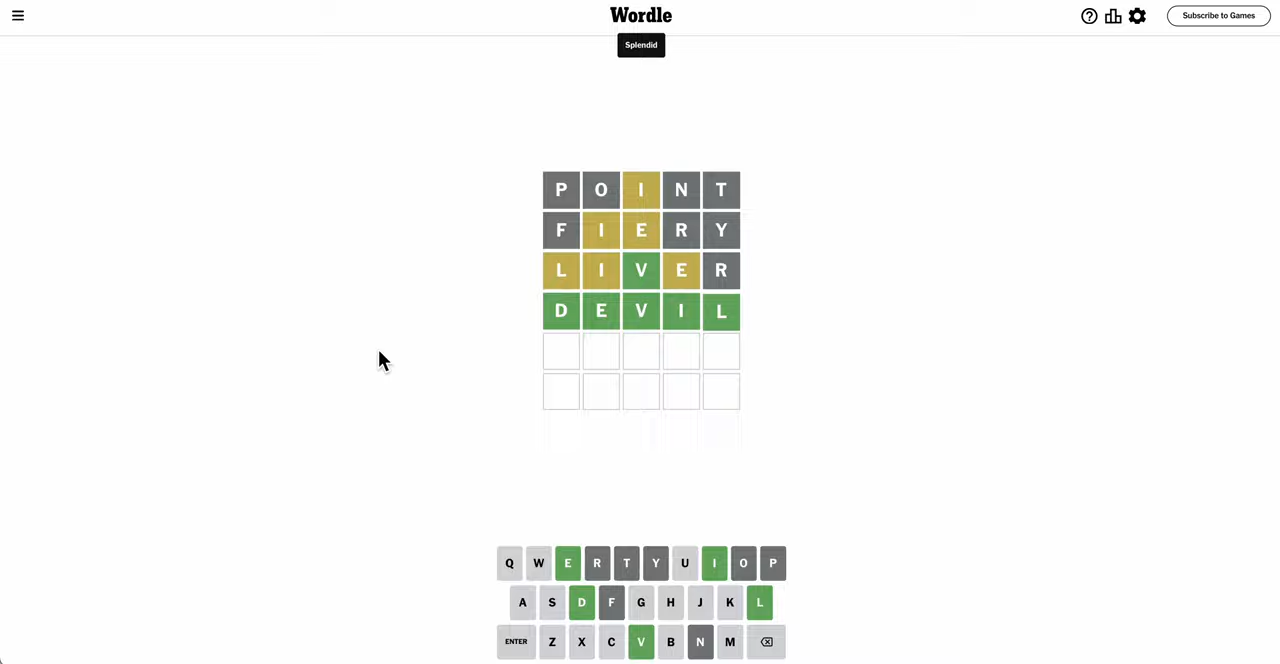 Wordle
Subscribe to Games
Splendid
P O I N T
F I E R Y
L I V E R
D E V I L
Q W E R T Y U I O P
A S D F G H J K L
ENTER Z X C V B N M